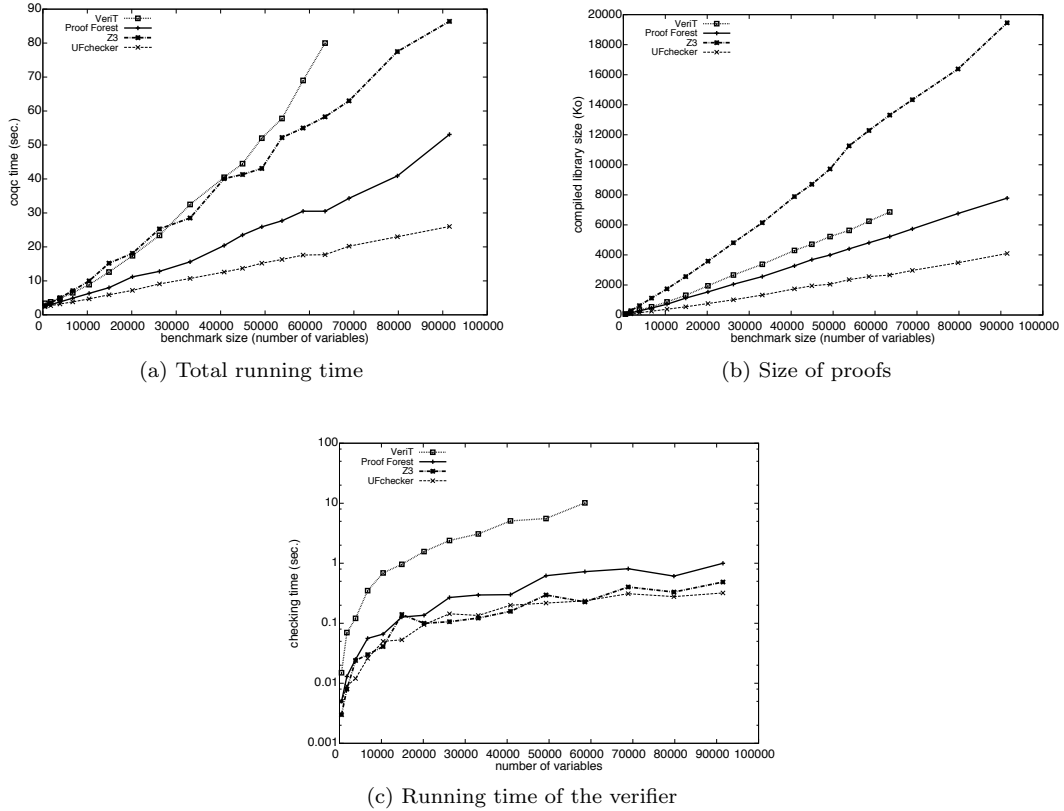 90
80
70
60
50
40
30
20
10
0
coqc time (sec.)
VeriT
Proof Forest
Z3
UFchecker
0 10000 20000 30000 40000 50000 60000 70000 80000 90000 100000
benchmark size (number of variables)
(a) Total running time
20000
18000
16000
14000
12000
10000
8000
6000
4000
2000
0
compiled library size (Ko)
VeriT
Proof Forest
Z3
UFchecker
0 10000 20000 30000 40000 50000 60000 70000 80000 90000 100000
benchmark size (number of variables)
(b) Size of proofs
100
10
1
0.1
0.01
0.001
checking time (sec.)
VeriT
Proof Forest
Z3
UFchecker
0 10000 20000 30000 40000 50000 60000 70000 80000 90000 100000
number of variables
(c) Running time of the verifier